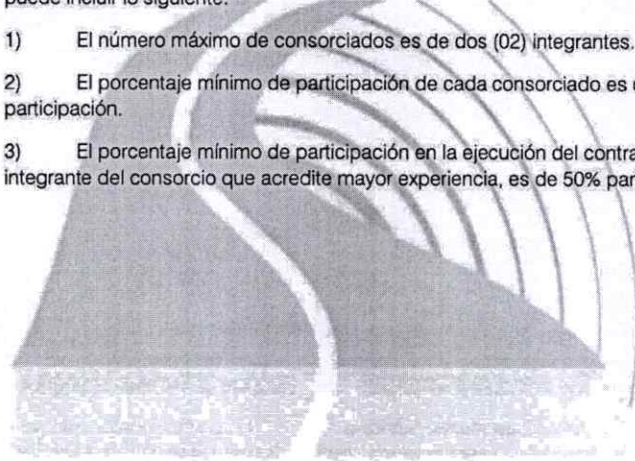 puede incluir lo siguiente:
1) El número máximo de consorciados es de dos (02) integrantes.
2) El porcentaje mínimo de participación de cada consorciado es
participación.
3) El porcentaje mínimo de participación en la ejecución del contra
integrante del consorcio que acredite mayor experiencia, es de 50% par